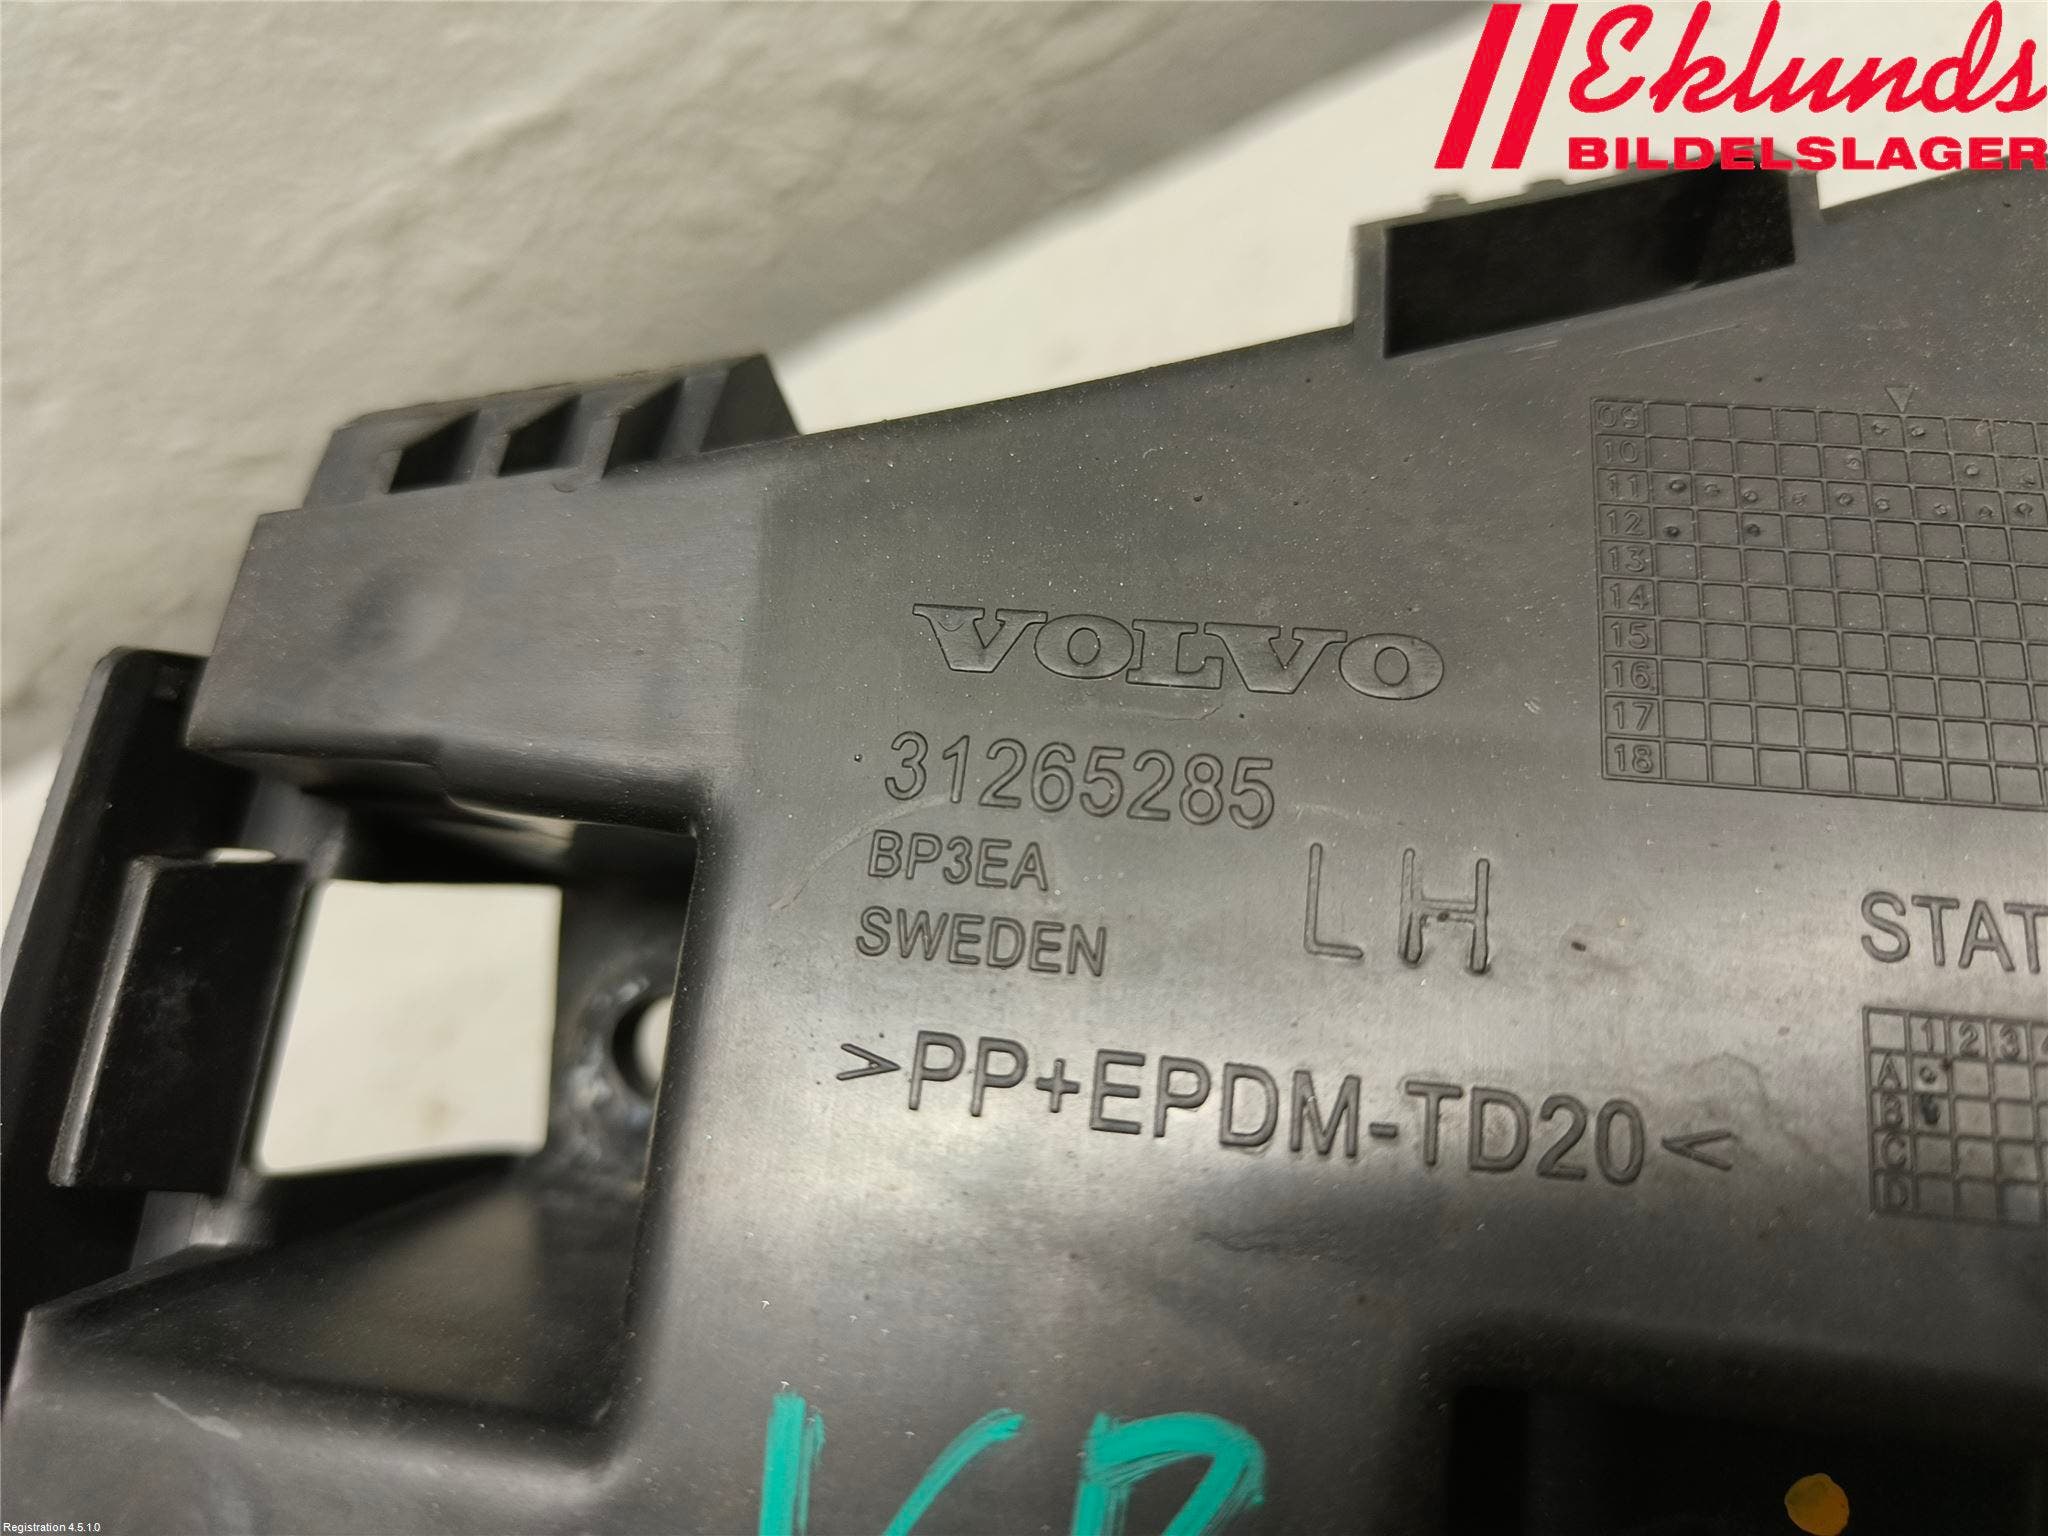 Eklunds
BILDELSLAGER
09
10
11
12
13
14
15
16
17
18
VOLVO
31265285
BP3EA
SWEDEN
LH
STAT
>PP+EPDM-TD20<
1 2 3 4
A
B
C
D
Registration 4.5.1.0